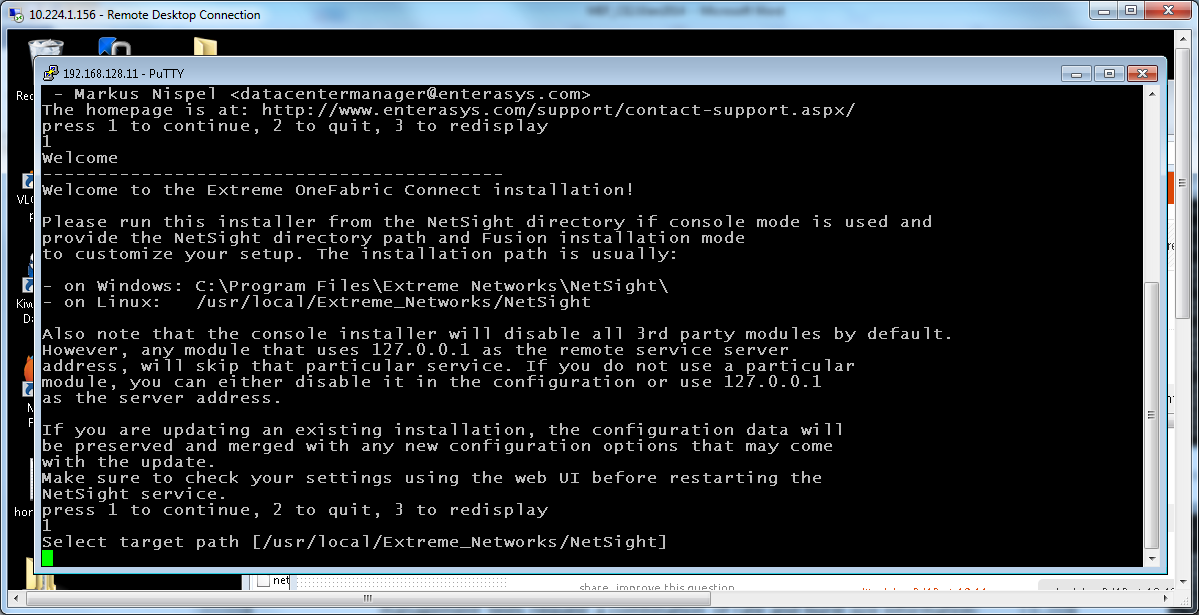 10.224.1.156 - Remote Desktop Connection
192.168.128.11 - PuTTY
- Markus Nispel <datacentermanager@enterasys.com>
The homepage is at: http://www.enterasys.com/support/contact-support.aspx/
press 1 to continue, 2 to quit, 3 to redisplay
1
Welcome
------------------------------------------
Welcome to the Extreme OneFabric Connect installation!
Please run this installer from the NetSight directory if console mode is used and
provide the NetSight directory path and Fusion installation mode
to customize your setup. The installation path is usually:
- on Windows: C:\Program Files\Extreme Networks\NetSight\
- on Linux:   /usr/local/Extreme_Networks/NetSight
Also note that the console installer will disable all 3rd party modules by default.
However, any module that uses 127.0.0.1 as the remote service server
address, will skip that particular service. If you do not use a particular
module, you can either disable it in the configuration or use 127.0.0.1
as the server address.
If you are updating an existing installation, the configuration data will
be preserved and merged with any new configuration options that may come
with the update.
Make sure to check your settings using the web UI before restarting the
NetSight service.
press 1 to continue, 2 to quit, 3 to redisplay
1
Select target path [/usr/local/Extreme_Networks/NetSight]
net
share improve this question